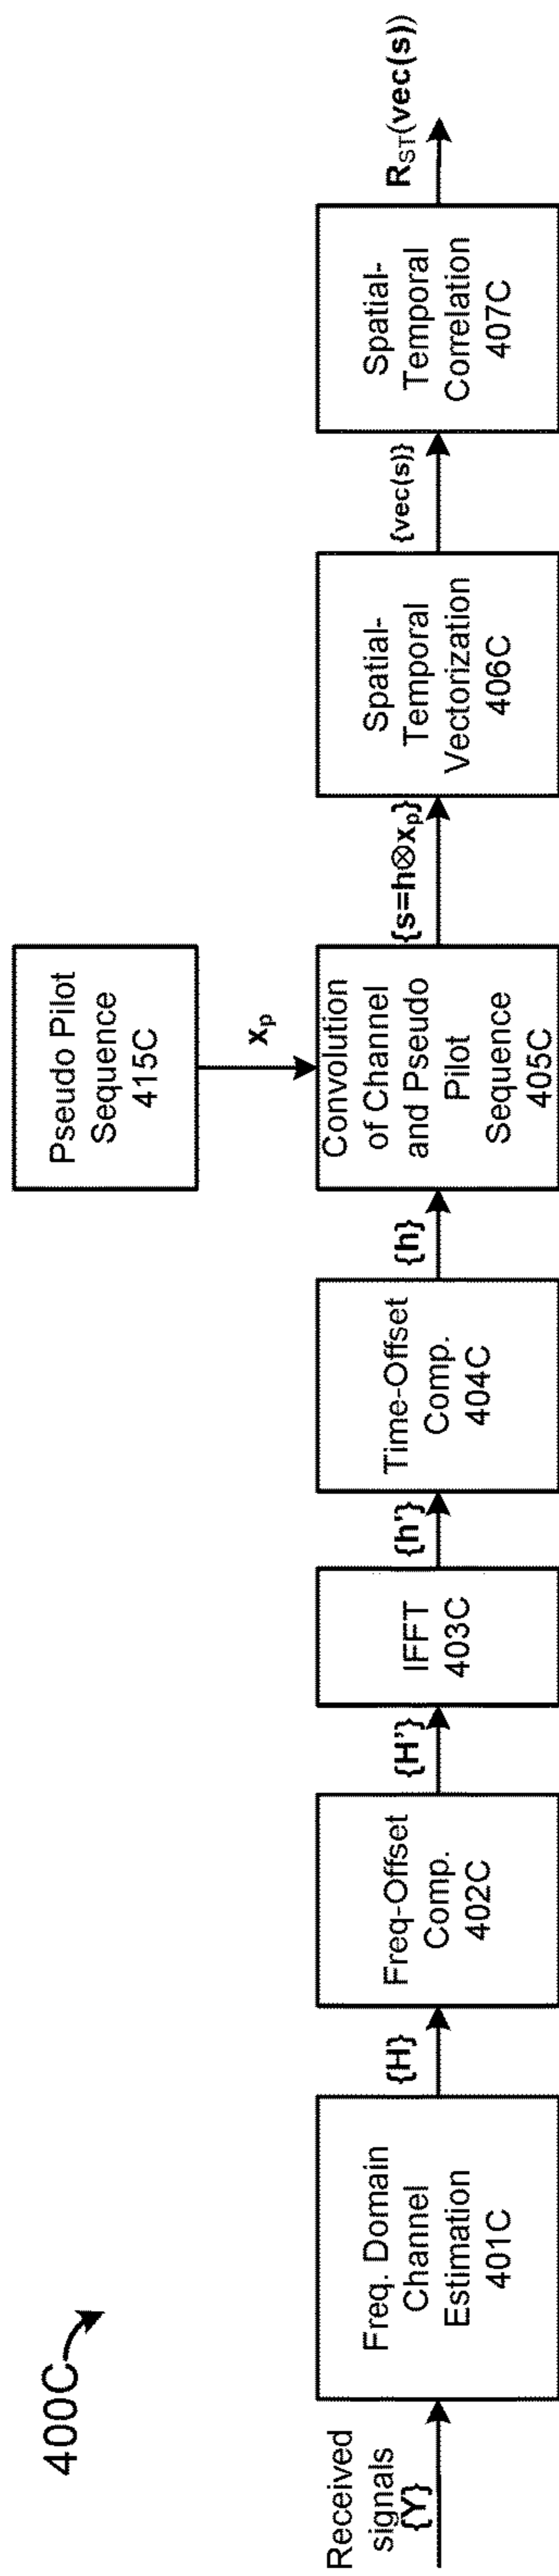 400C
Received
signals
{Y}
Freq. Domain
Channel
Estimation
401C
{H}
Freq-Offset
Comp.
402C
{H'}
IFFT
403C
{h'}
Time-Offset
Comp.
404C
{h}
Pseudo Pilot
Sequence
415C
xₚ
Convolution
of Channel
and Pseudo
Pilot
Sequence
405C
{s=h⊗xₚ}
Spatial-
Temporal
Vectorization
406C
{vec(s)}
Spatial-
Temporal
Correlation
407C
R_ST(vec(s))